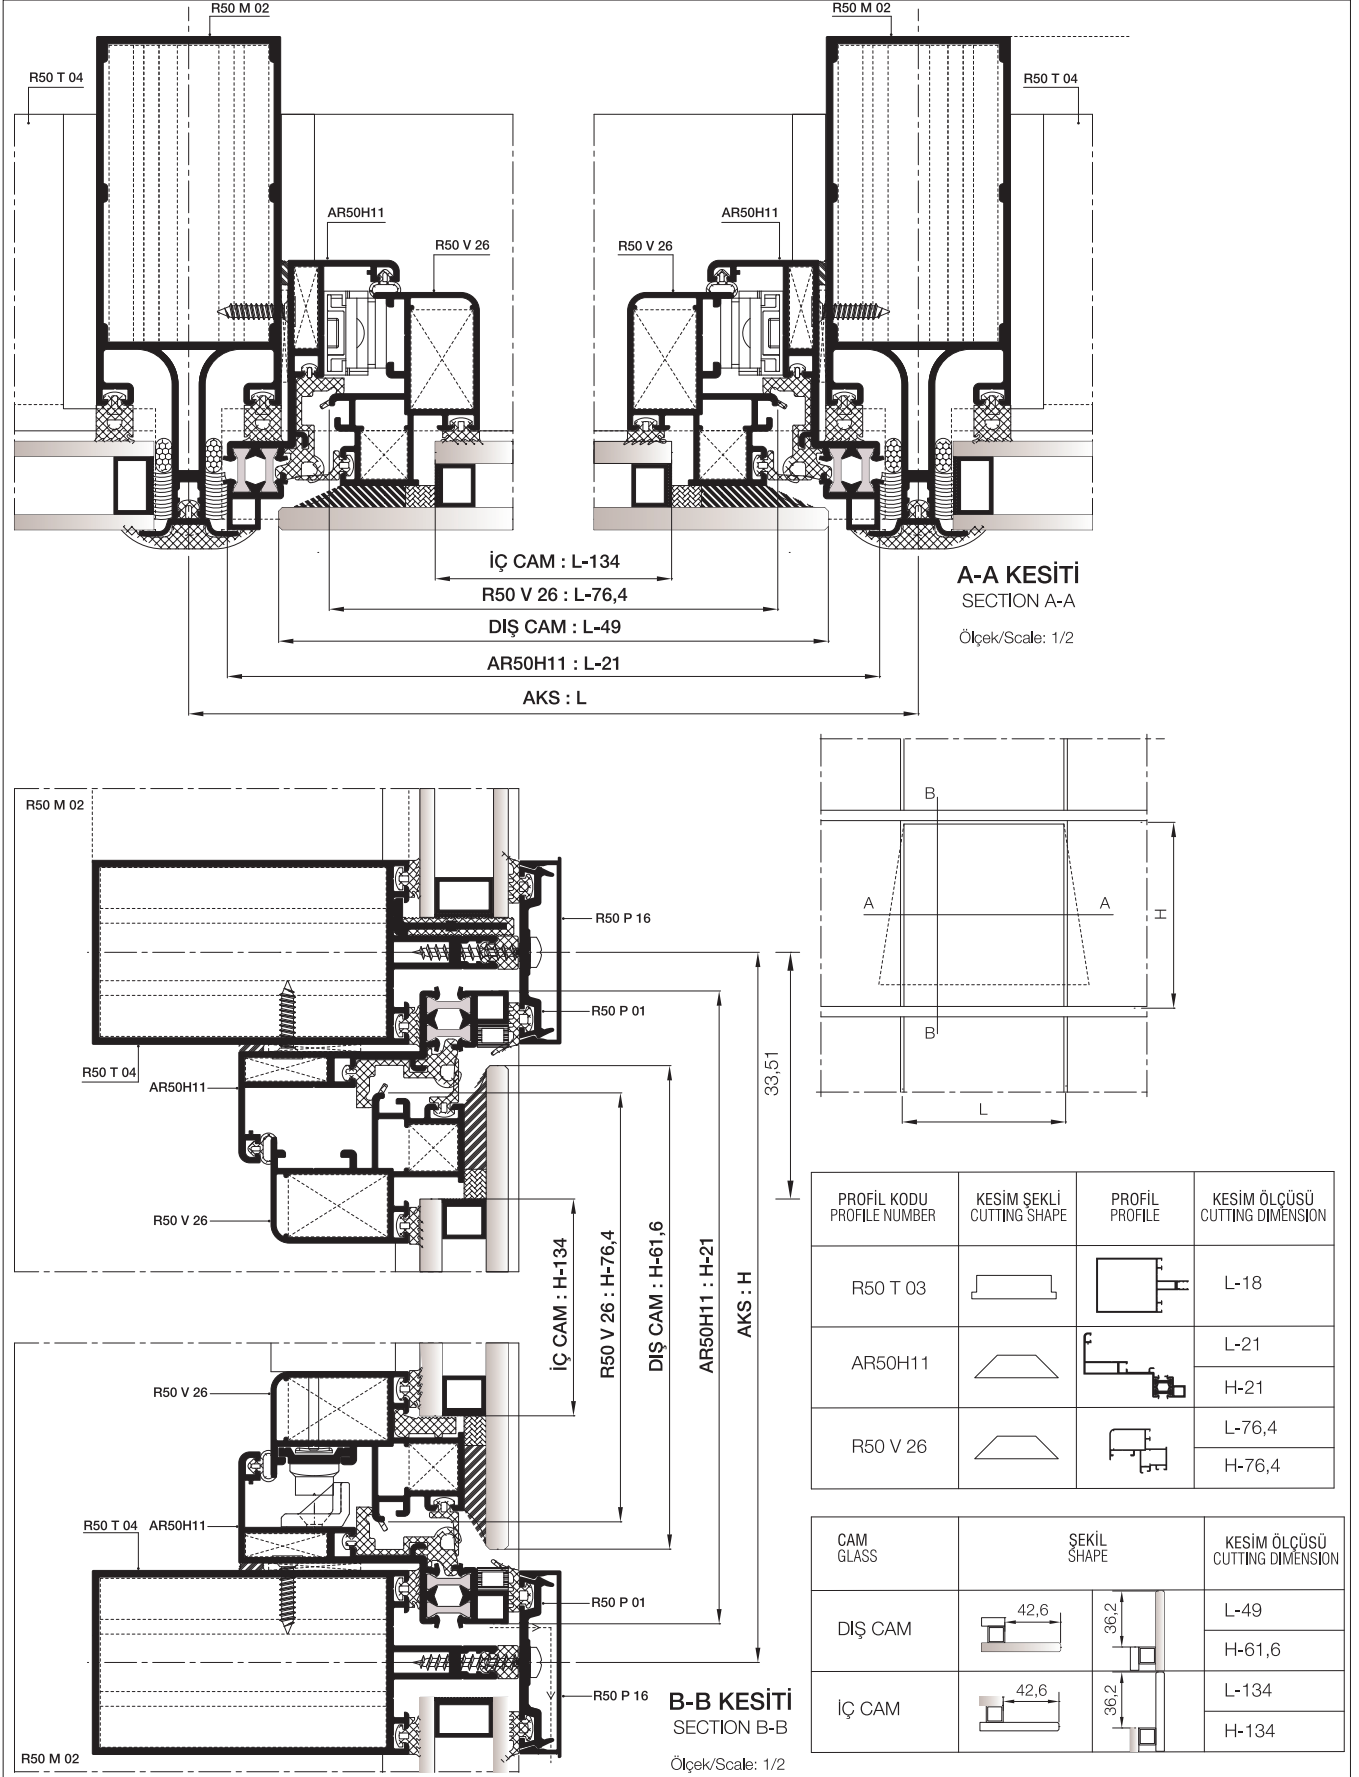 R50 M 02
R50 M 02
R50 T 04
R50 T 04
AR50H11
AR50H11
R50 V 26
R50 V 26
İÇ CAM : L-134
R50 V 26 : L-76,4
DIŞ CAM : L-49
AR50H11 : L-21
AKS : L
A-A KESİTİ
SECTION A-A
Ölçek/Scale: 1/2
R50 M 02
R50 P 16
R50 P 01
R50 T 04
AR50H11
R50 V 26
33,51
İÇ CAM : H-134
R50 V 26 : H-76,4
DIŞ CAM : H-61,6
AR50H11 : H-21
AKS : H
R50 V 26
R50 T 04
AR50H11
R50 P 01
R50 P 16
R50 M 02
B-B KESİTİ
SECTION B-B
Ölçek/Scale: 1/2
B
A
A
H
B
L
PROFİL KODU
PROFILE NUMBER
KESİM ŞEKLİ
CUTTING SHAPE
PROFİL
PROFILE
KESİM ÖLÇÜSÜ
CUTTING DIMENSION
R50 T 03
L-18
AR50H11
L-21
H-21
R50 V 26
L-76,4
H-76,4
CAM
GLASS
ŞEKİL
SHAPE
KESİM ÖLÇÜSÜ
CUTTING DIMENSION
DIŞ CAM
42,6
36,2
L-49
H-61,6
İÇ CAM
42,6
36,2
L-134
H-134